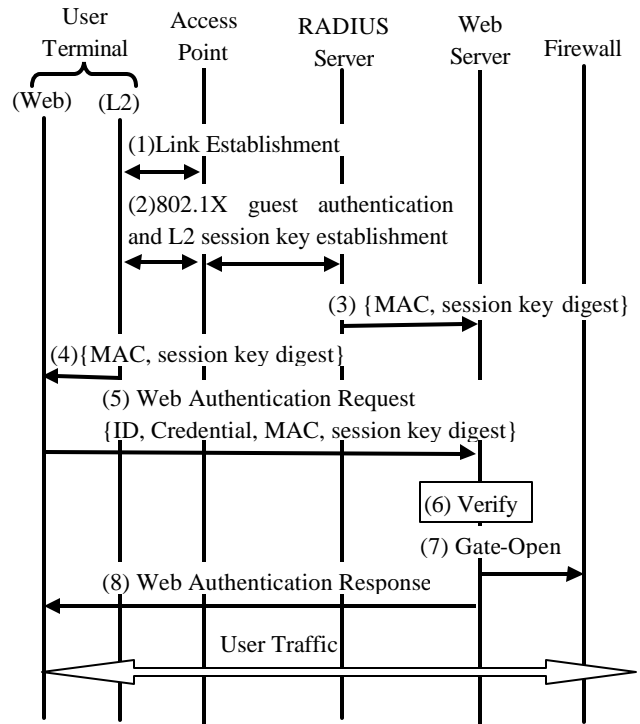 User
Terminal
Access
Point
RADIUS
Server
Web
Server
Firewall
(Web)
(L2)
(1)Link Establishment
(2)802.1X guest authentication
and L2 session key establishment
(3) {MAC, session key digest}
(4){MAC, session key digest}
(5) Web Authentication Request
{ID, Credential, MAC, session key digest}
(6) Verify
(7) Gate-Open
(8) Web Authentication Response
User Traffic